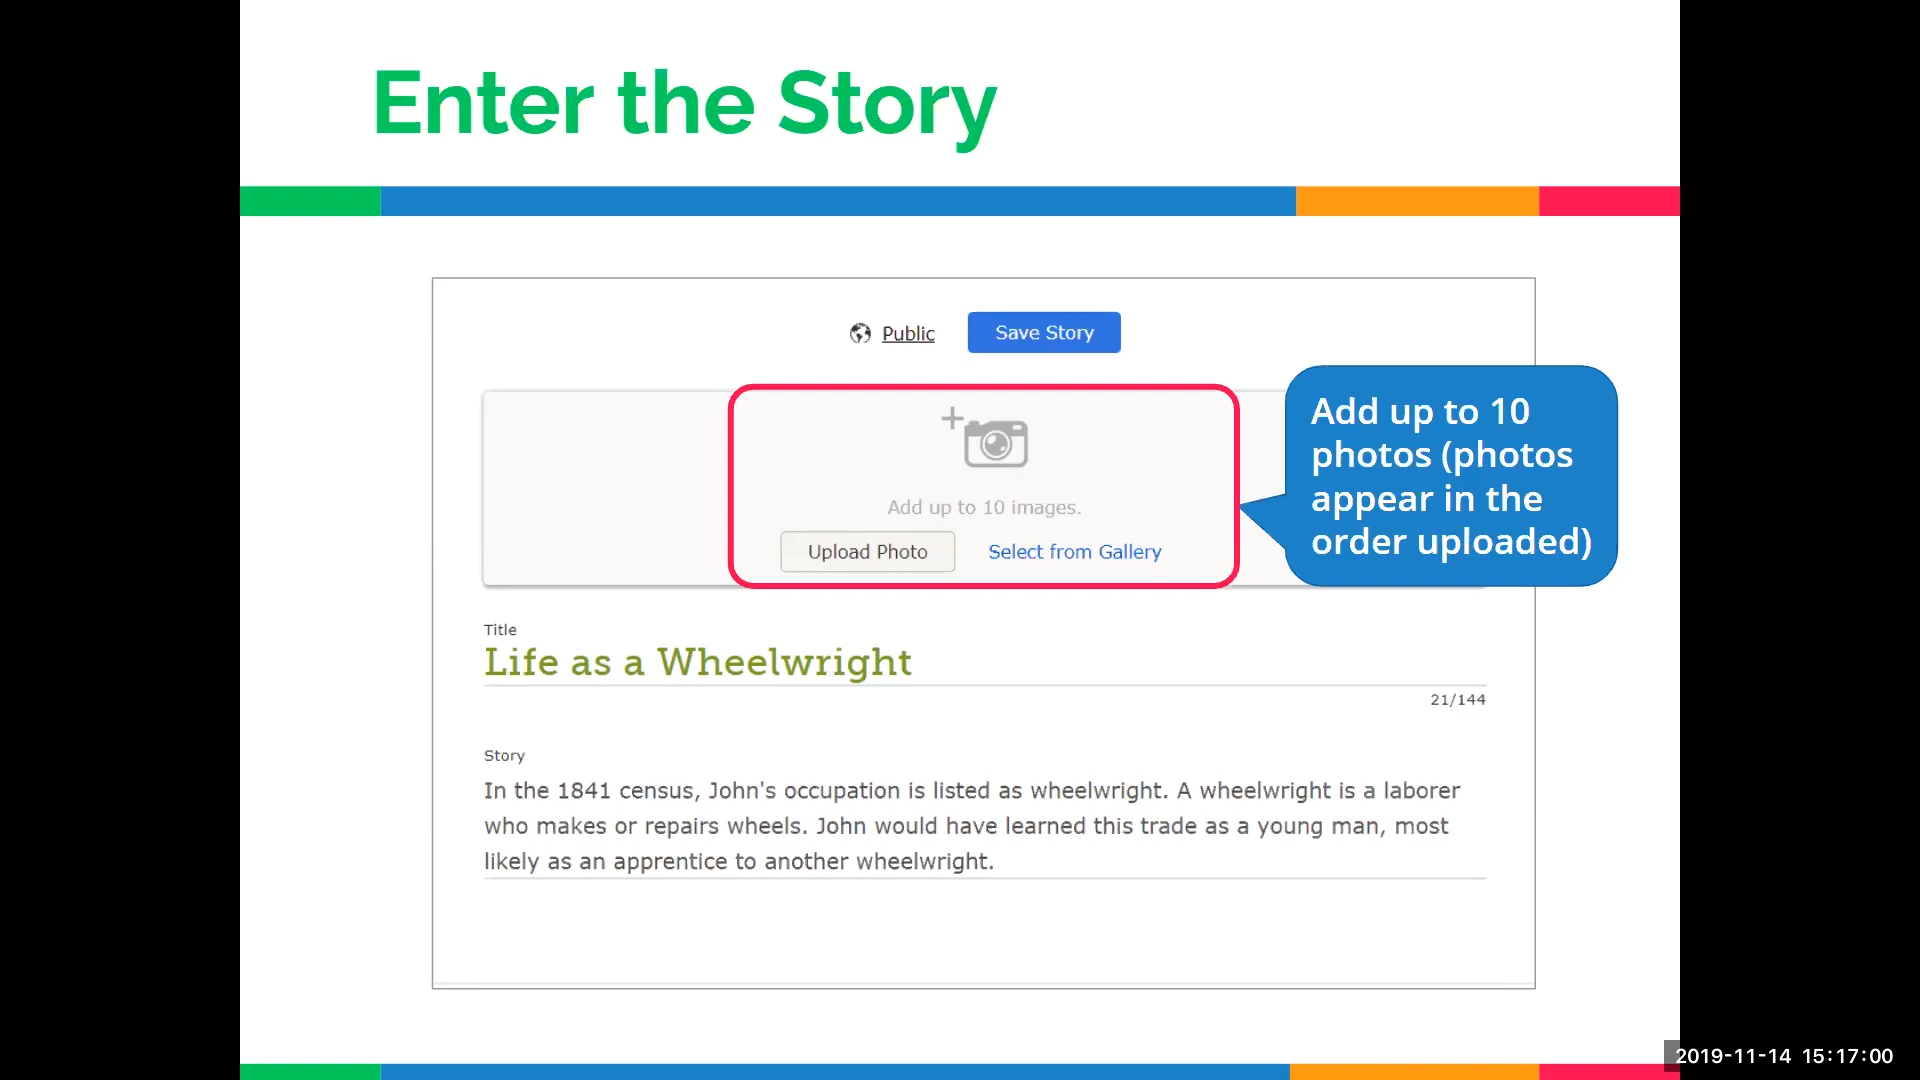 Enter the Story
Public
Save Story
Add up to 10 images.
Upload Photo
Select from Gallery
Add up to 10
photos (photos
appear in the
order uploaded)
Title
Life as a Wheelwright
21/144
Story
In the 1841 census, John's occupation is listed as wheelwright. A wheelwright is a laborer
who makes or repairs wheels. John would have learned this trade as a young man, most
likely as an apprentice to another wheelwright.
2019-11-14 15:17:00